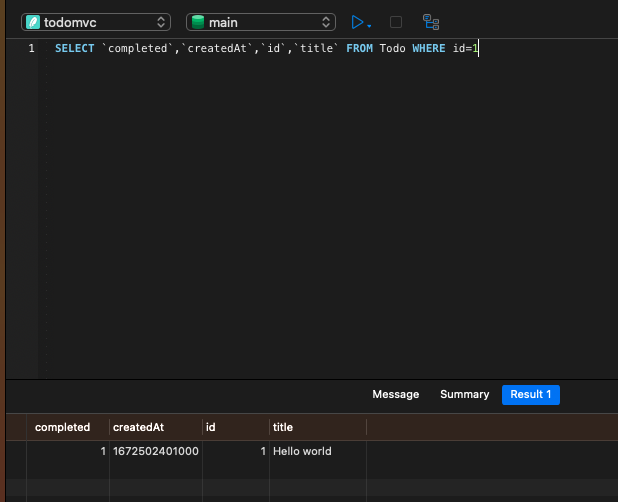 todomvc main
1 SELECT `completed`,`createdAt`,`id`,`title` FROM Todo WHERE id=1
Message Summary Result 1
completed createdAt id title
1 1672502401000 1 Hello world